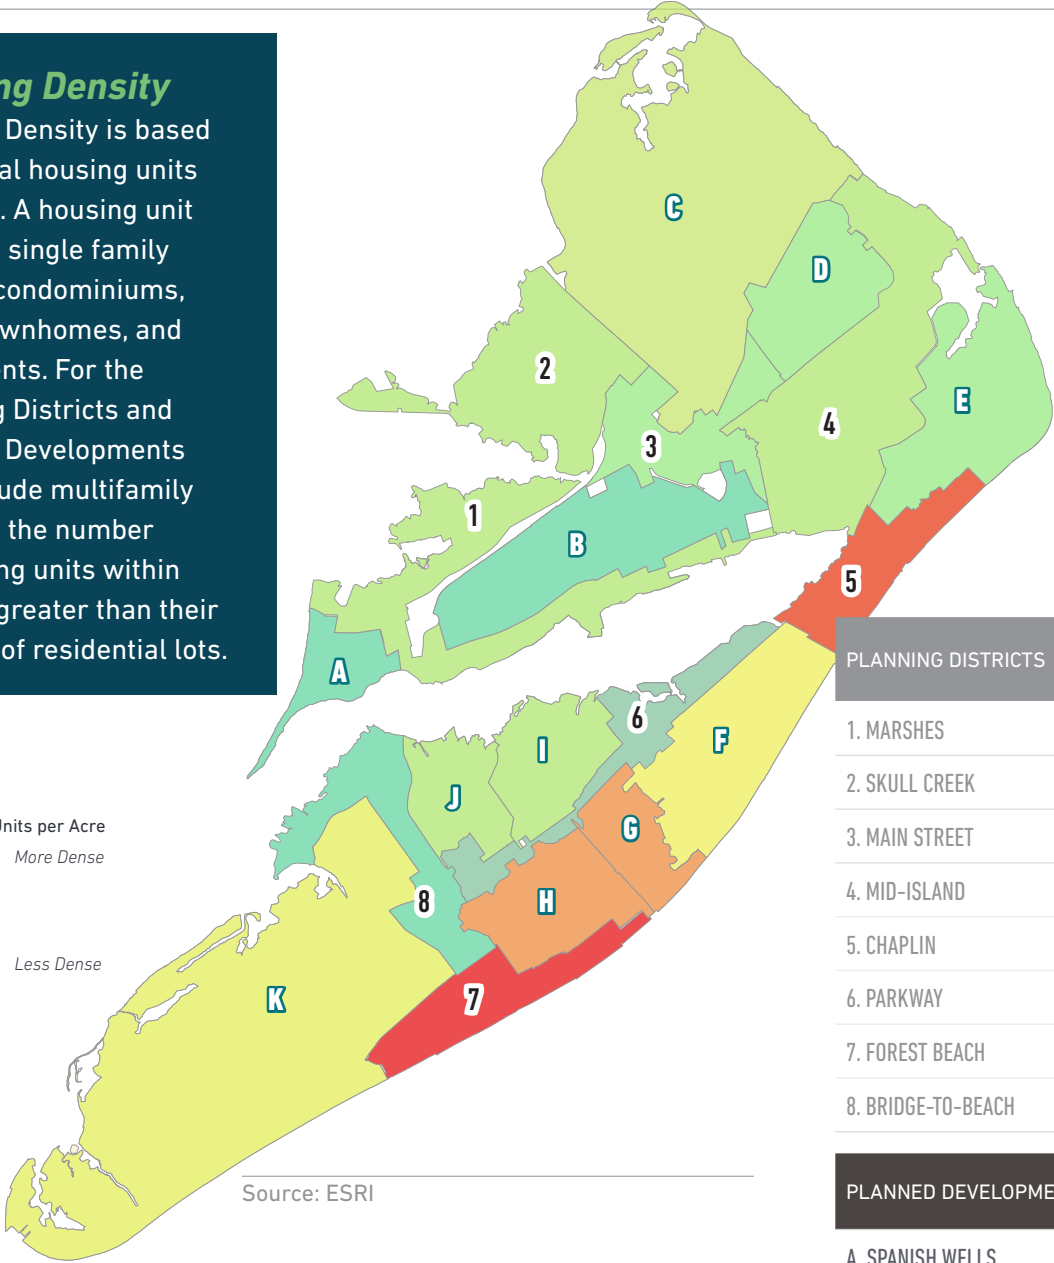 ng Density
Density is based
al housing units
. A housing unit
single family
condominiums,
wnhomes, and
nts. For the
g Districts and
Developments
ude multifamily
the number
ng units within
greater than their
of residential lots.
Units per Acre
More Dense
Less Dense
C
D
2
E
4
3
1
B
5
A
6
F
I
J
G
8
H
K
7
Source: ESRI
PLANNING DISTRICTS
1. MARSHES
2. SKULL CREEK
3. MAIN STREET
4. MID-ISLAND
5. CHAPLIN
6. PARKWAY
7. FOREST BEACH
8. BRIDGE-TO-BEACH
PLANNED DEVELOPME
A. SPANISH WELLS